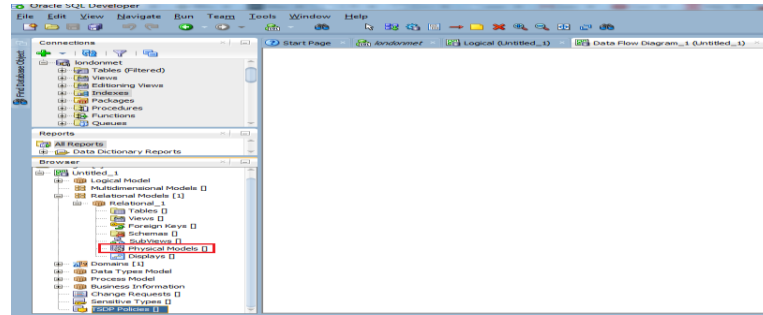 Oracle SQL Developer
File Edit View Navigate Run Team Tools Window Help
Start Page londonmet Logical (Untitled_1) Data Flow Diagram_1 (Untitled_1)
Find Database Object
Connections
londonmet
Tables (Filtered)
Views
Editioning Views
Indexes
Packages
Procedures
Functions
Queues
Reports
All Reports
Data Dictionary Reports
Browser
Untitled_1
Logical Model
Multidimensional Models []
Relational Models [1]
Relational_1
Tables []
Views []
Foreign Keys []
Schemas []
SubViews []
Physical Models []
Displays []
Domains [1]
Data Types Model
Process Model
Business Information
Change Requests []
Sensitive Types []
TSDP Policies []